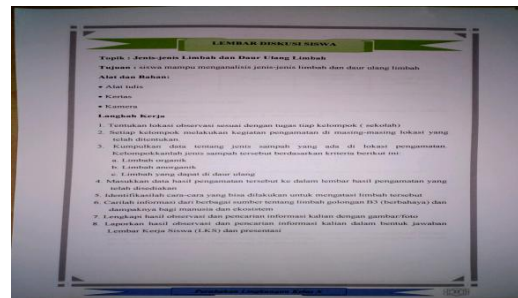 LEMBAR DISKUSI SISWA
Topik : Jenis-jenis Limbah dan Daur Ulang Limbah
Tujuan : siswa mampu menganalisis jenis-jenis limbah dan daur ulang limbah
Alat dan Bahan:
• Alat tulis
• Kertas
• Kamera
Langkah Kerja
1. Tentukan lokasi observasi sesuai dengan tugas tiap kelompok ( sekolah)
2. Setiap kelompok melakukan kegiatan pengamatan di masing-masing lokasi yang
telah ditentukan
3. Kumpulkan data tentang jenis sampah yang ada di lokasi pengamatan.
Kelompokkanlah jenis sampah tersebut berdasarkan kriteria berikut ini:
a. Limbah organik
b. Limbah anorganik
c. Limbah yang dapat di daur ulang
4. Masukkan data hasil pengamatan tersebut ke dalam lembar hasil pengamatan yang
telah disediakan
5. Identifikasilah cara-cara yang bisa dilakukan untuk mengatasi limbah tersebut
6. Carilah informasi dari berbagai sumber tentang limbah golongan B3 (berbahaya) dan
dampaknya bagi manusia dan ekosistem
7. Lengkapi hasil observasi dan pencarian informasi kalian dengan gambar/foto
8. Laporkan hasil observasi dan pencarian informasi kalian dalam bentuk jawaban
Lembar Kerja Siswa (LKS) dan presentasi
Lingkungan Kelas